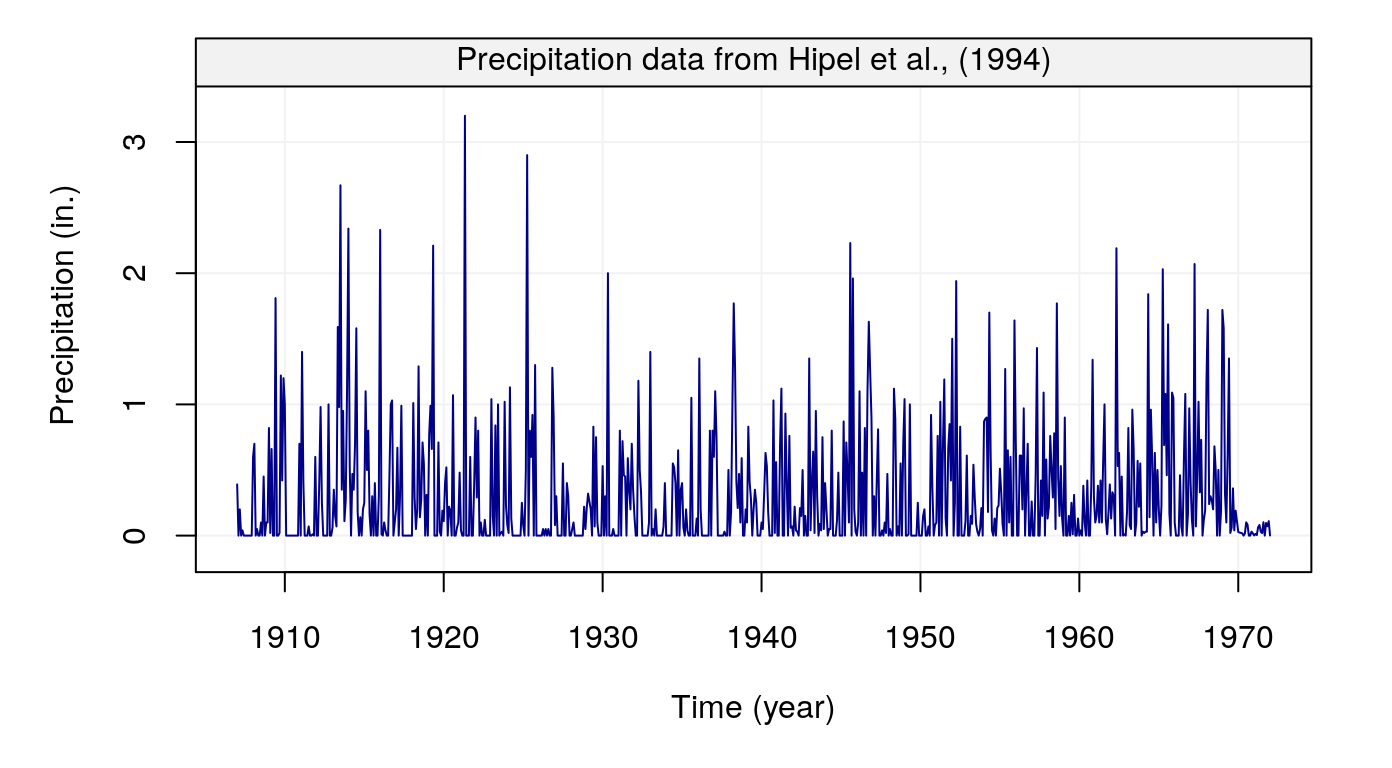 Precipitation data from Hipel et al., (1994)
3
2
1
0
Precipitation (in.)
1910 1920 1930 1940 1950 1960 1970
Time (year)